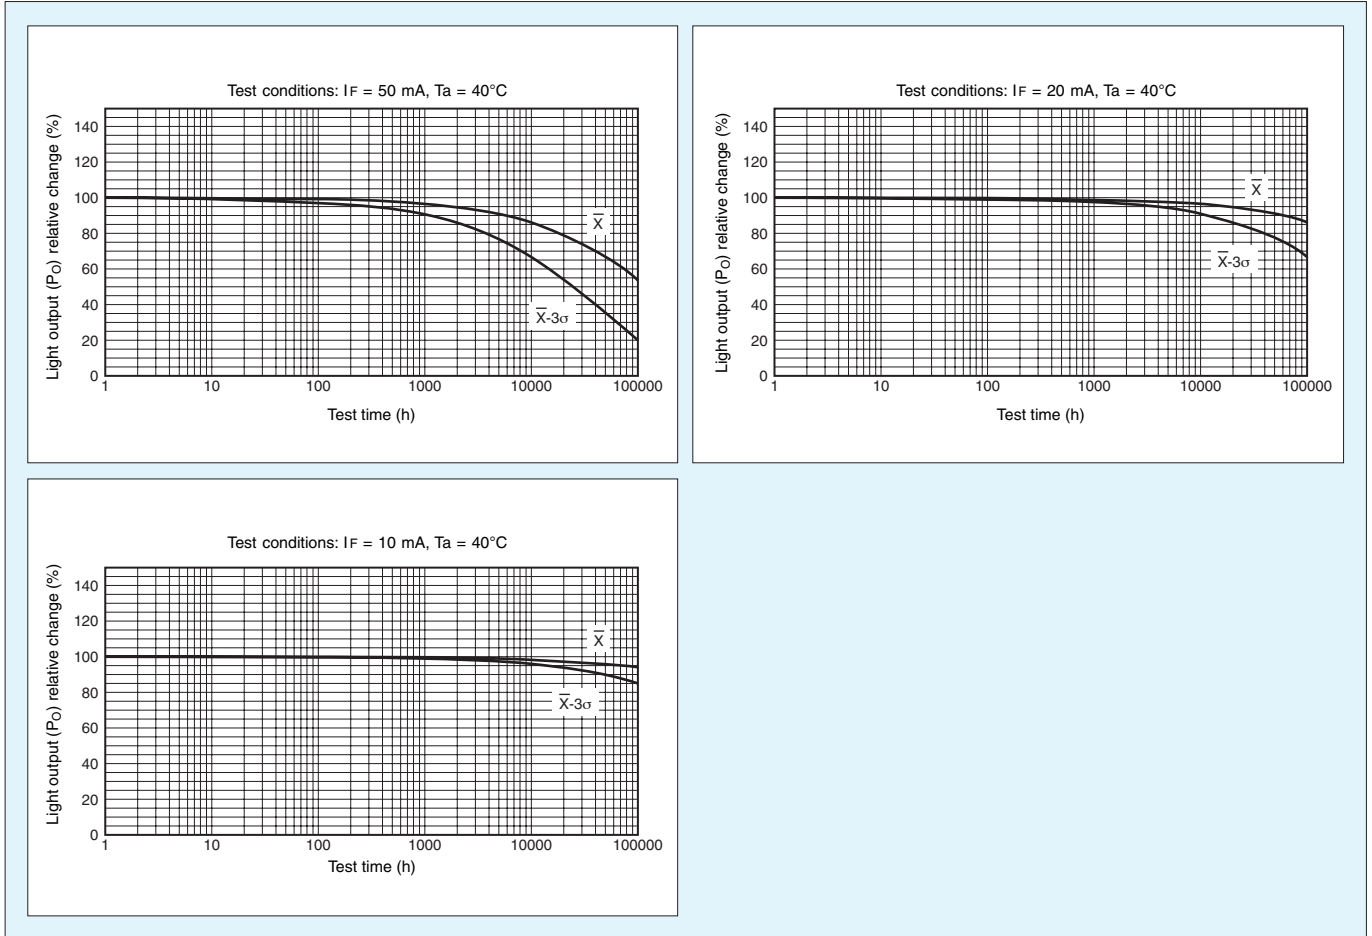 Test conditions: IF = 50 mA, Ta = 40°C
Light output (PO) relative change (%)
140
120
100
80
60
40
20
0
X̅
X̅-3σ
1 10 100 1000 10000 100000
Test time (h)
Test conditions: IF = 20 mA, Ta = 40°C
Light output (PO) relative change (%)
140
120
100
80
60
40
20
0
X̅
X̅-3σ
1 10 100 1000 10000 100000
Test time (h)
Test conditions: IF = 10 mA, Ta = 40°C
Light output (PO) relative change (%)
140
120
100
80
60
40
20
0
X̅
X̅-3σ
1 10 100 1000 10000 100000
Test time (h)